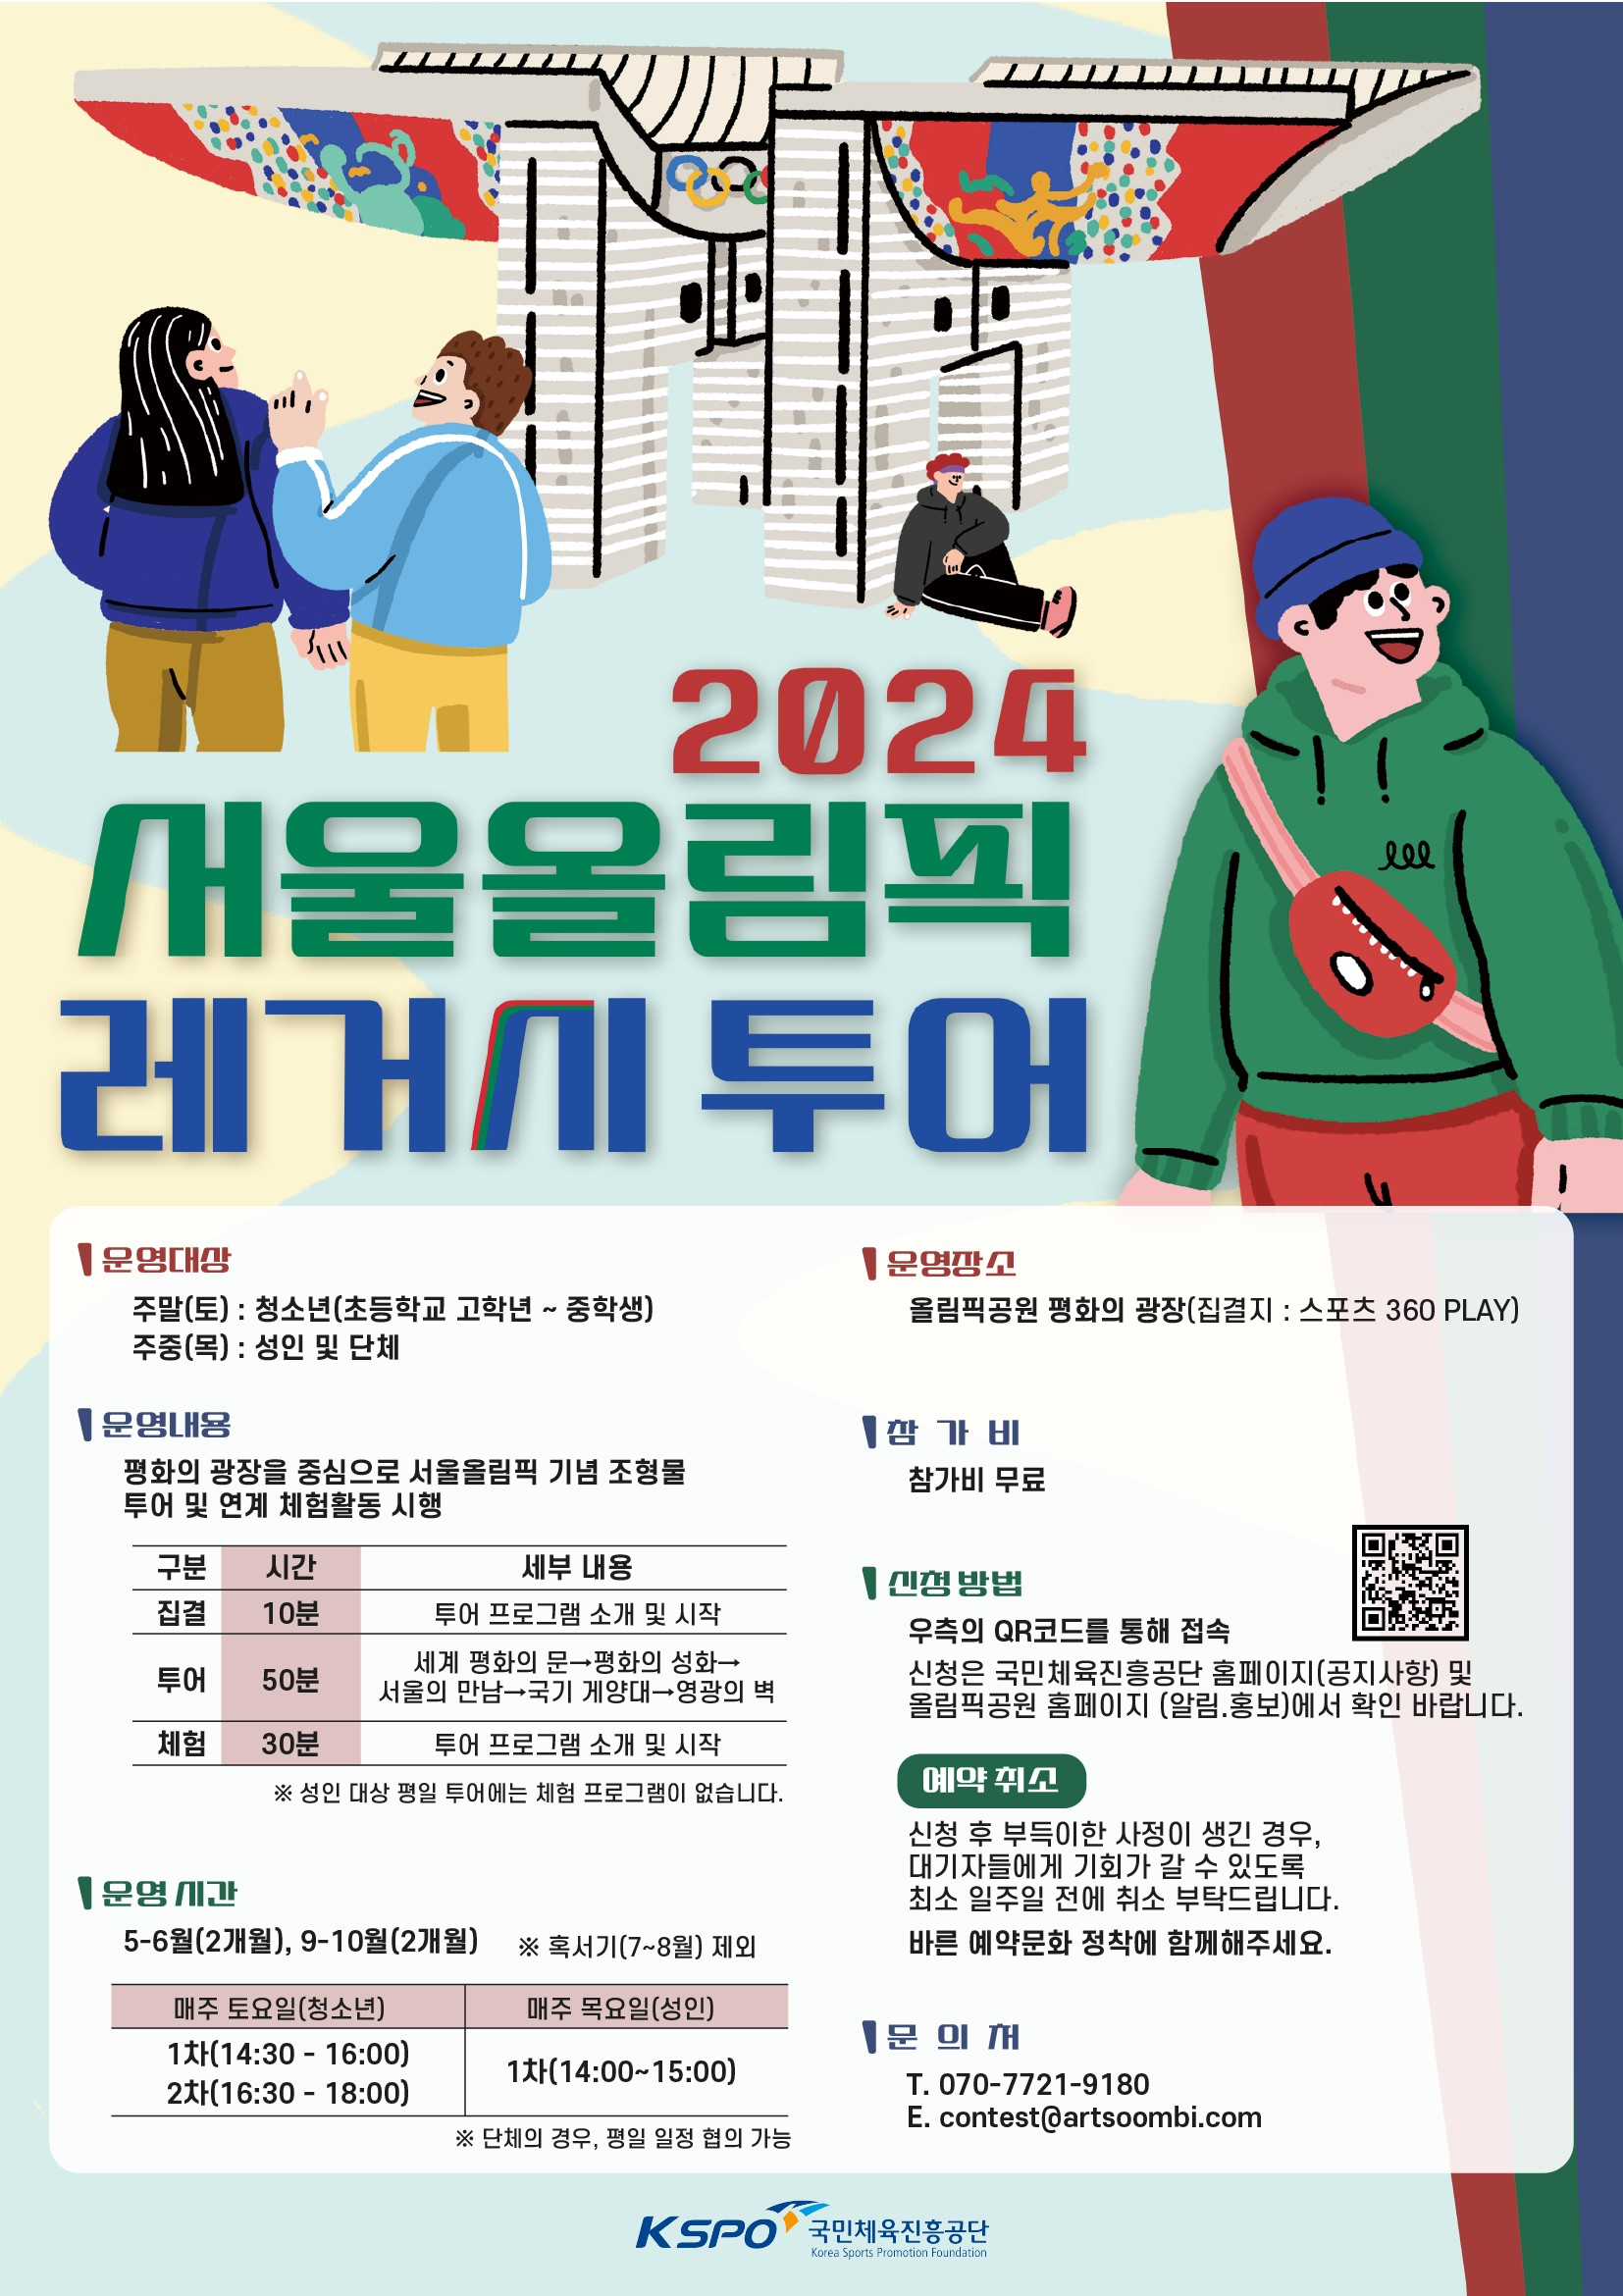 2024
서울올림픽
레거시 투어
운영대상
주말(토) : 청소년(초등학교 고학년 ~ 중학생)
주중(목) : 성인 및 단체
운영내용
평화의 광장을 중심으로 서울올림픽 기념 조형물
투어 및 연계 체험활동 시행
구분 시간 세부 내용
집결 10분 투어 프로그램 소개 및 시작
투어 50분 세계 평화의 문→평화의 성화→
서울의 만남→국기 게양대→영광의 벽
체험 30분 투어 프로그램 소개 및 시작
※ 성인 대상 평일 투어에는 체험 프로그램이 없습니다.
운영 시간
5-6월(2개월), 9-10월(2개월) ※ 혹서기(7~8월) 제외
매주 토요일(청소년) 매주 목요일(성인)
1차(14:30 - 16:00) 1차(14:00~15:00)
2차(16:30 - 18:00)
※ 단체의 경우, 평일 일정 협의 가능
운영장소
올림픽공원 평화의 광장(집결지 : 스포츠 360 PLAY)
참 가 비
참가비 무료
신청 방법
우측의 QR코드를 통해 접속
신청은 국민체육진흥공단 홈페이지(공지사항) 및
올림픽공원 홈페이지 (알림.홍보)에서 확인 바랍니다.
예약 취소
신청 후 부득이한 사정이 생긴 경우,
대기자들에게 기회가 갈 수 있도록
최소 일주일 전에 취소 부탁드립니다.
바른 예약문화 정착에 함께해주세요.
문 의 처
T. 070-7721-9180
E. contest@artsoombi.com
KSPO 국민체육진흥공단
Korea Sports Promotion Foundation